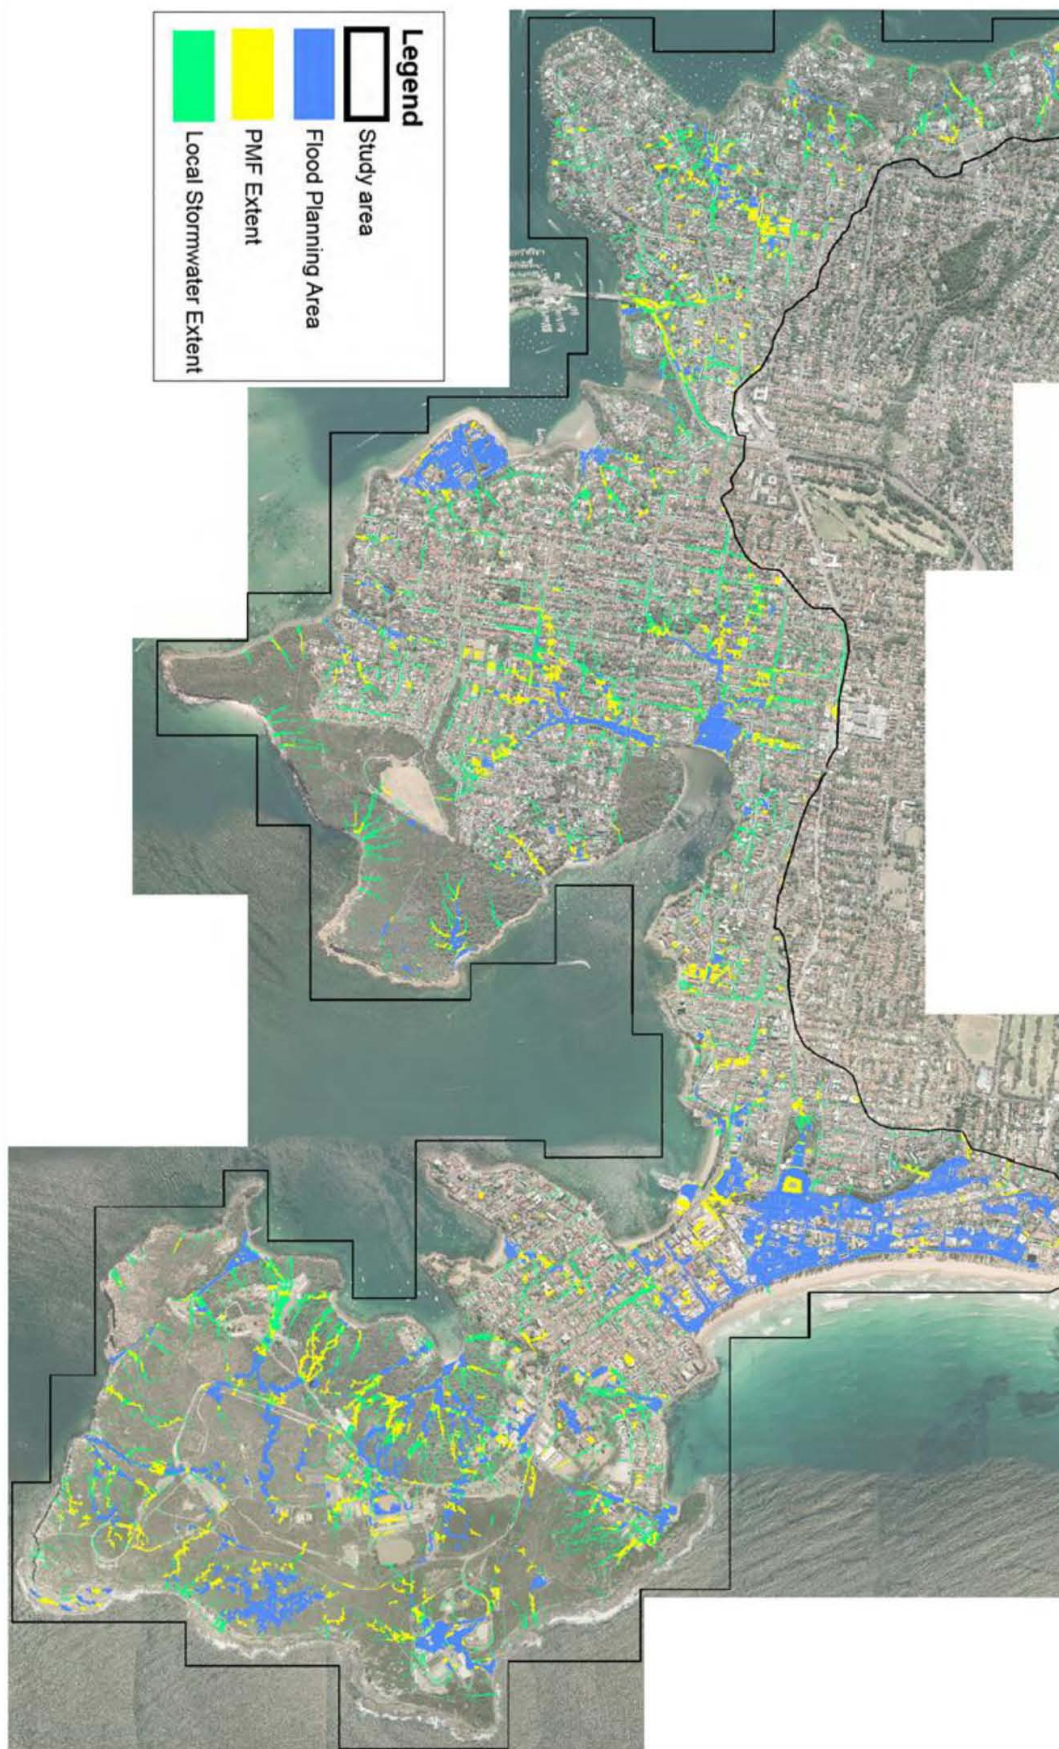 Legend
Study area
Flood Planning Area
PMF Extent
Local Stormwater Extent